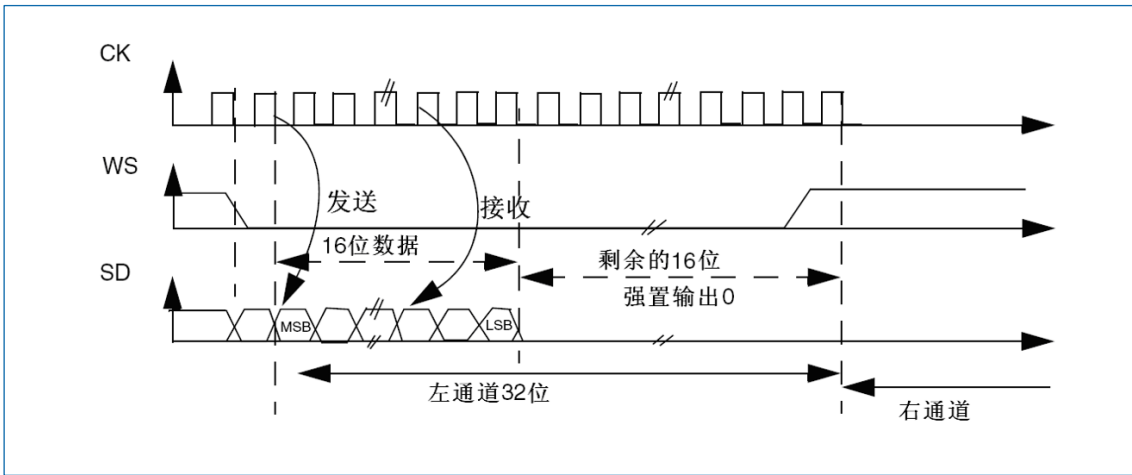 CK
WS
发送
接收
16位数据
剩余的16位
强置输出0
SD
MSB
LSB
左通道32位
右通道